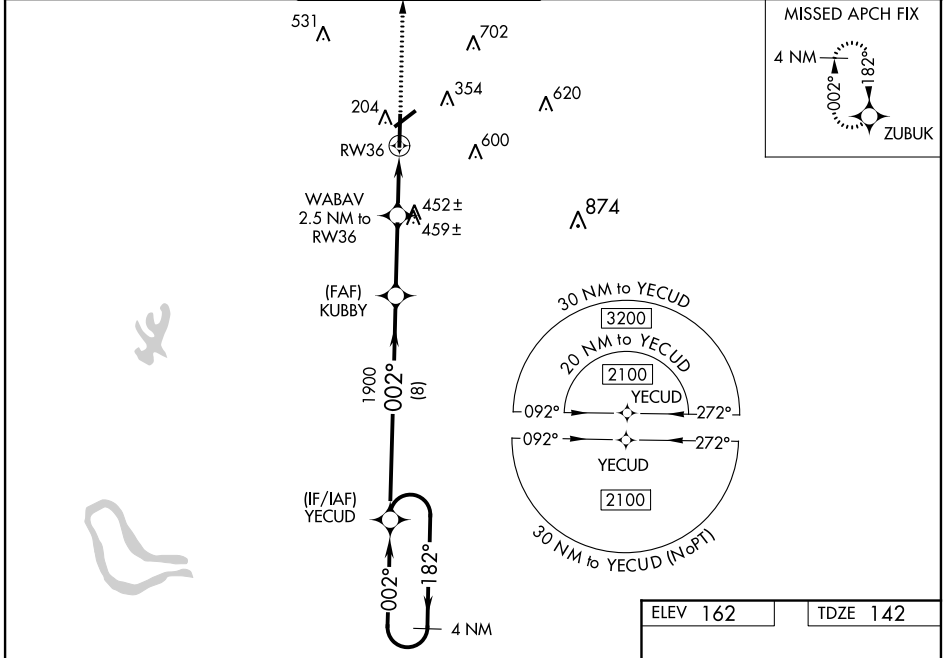 MISSED APCH FIX
4 NM
002°
182°
ZUBUK
531
702
354
620
204
600
RW36
WABAV
2.5 NM to
RW36
452 ±
459 ±
874
(FAF)
KUBBY
1900
002°
(8)
30 NM to YECUD
3200
20 NM to YECUD
2100
YECUD
092°
272°
092°
272°
YECUD
2100
30 NM to YECUD (NoPT)
(IF/IAF)
YECUD
002°
182°
4 NM
ELEV 162
TDZE 142